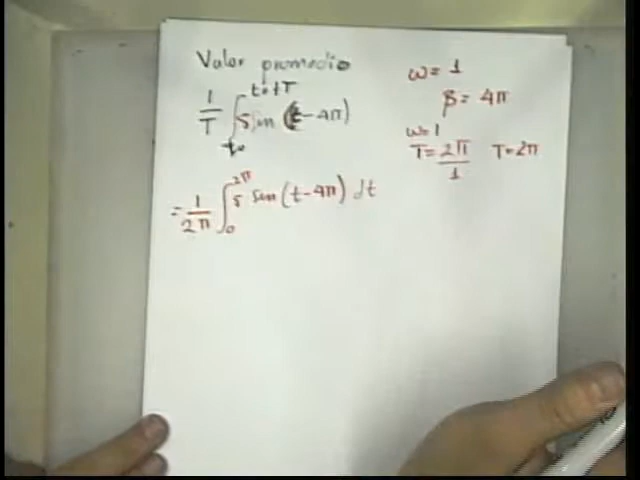 Valor promedio
1/T ∫ t0 t0+T 5 sin (t-4π)
= 1/2π ∫ 0 2π 5 sin (t-4π) dt
ω= 1
β= 4π
ω=1
T= 2π/1 T=2π